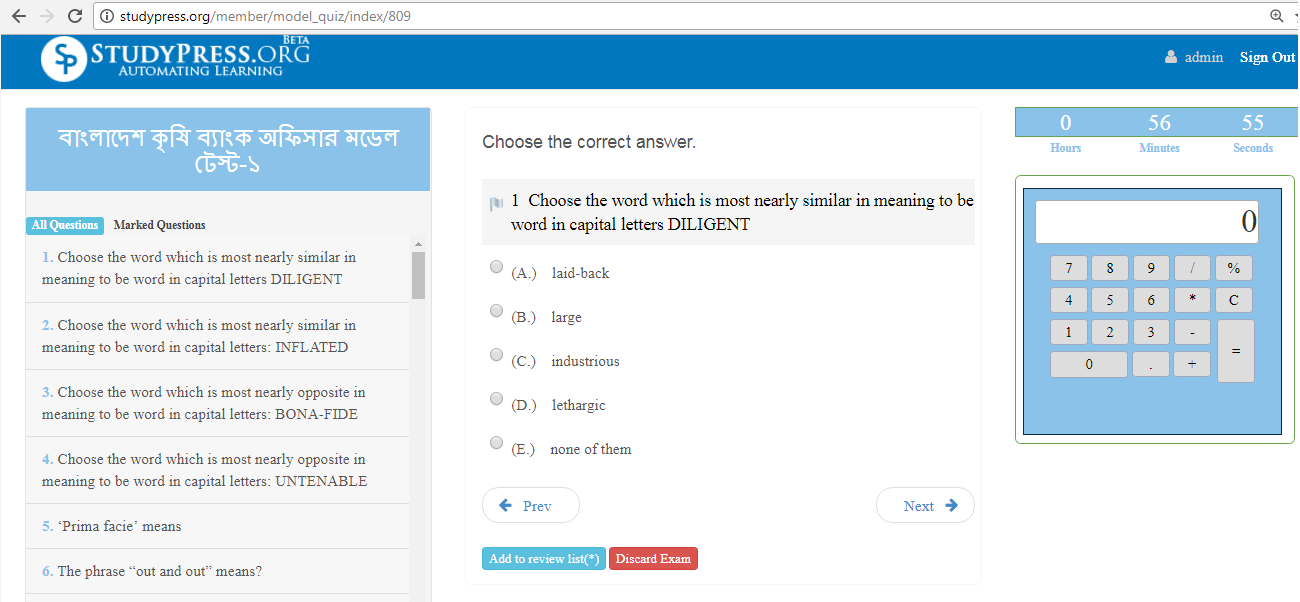 studypress.org/member/model_quiz/index/809
SP STUDYPRESS.ORG BETA
AUTOMATING LEARNING
admin Sign Out
বাংলাদেশ কৃষি ব্যাংক অফিসার মডেল
টেস্ট-১
All Questions Marked Questions
1. Choose the word which is most nearly similar in
meaning to be word in capital letters DILIGENT
2. Choose the word which is most nearly similar in
meaning to be word in capital letters: INFLATED
3. Choose the word which is most nearly opposite in
meaning to be word in capital letters: BONA-FIDE
4. Choose the word which is most nearly opposite in
meaning to be word in capital letters: UNTENABLE
5. ‘Prima facie’ means
6. The phrase “out and out” means?
Choose the correct answer.
1 Choose the word which is most nearly similar in meaning to be
word in capital letters DILIGENT
(A.) laid-back
(B.) large
(C.) industrious
(D.) lethargic
(E.) none of them
Prev Next
Add to review list(*) Discard Exam
0 56 55
Hours Minutes Seconds
0
7 8 9 / %
4 5 6 * C
1 2 3 - =
0 . +